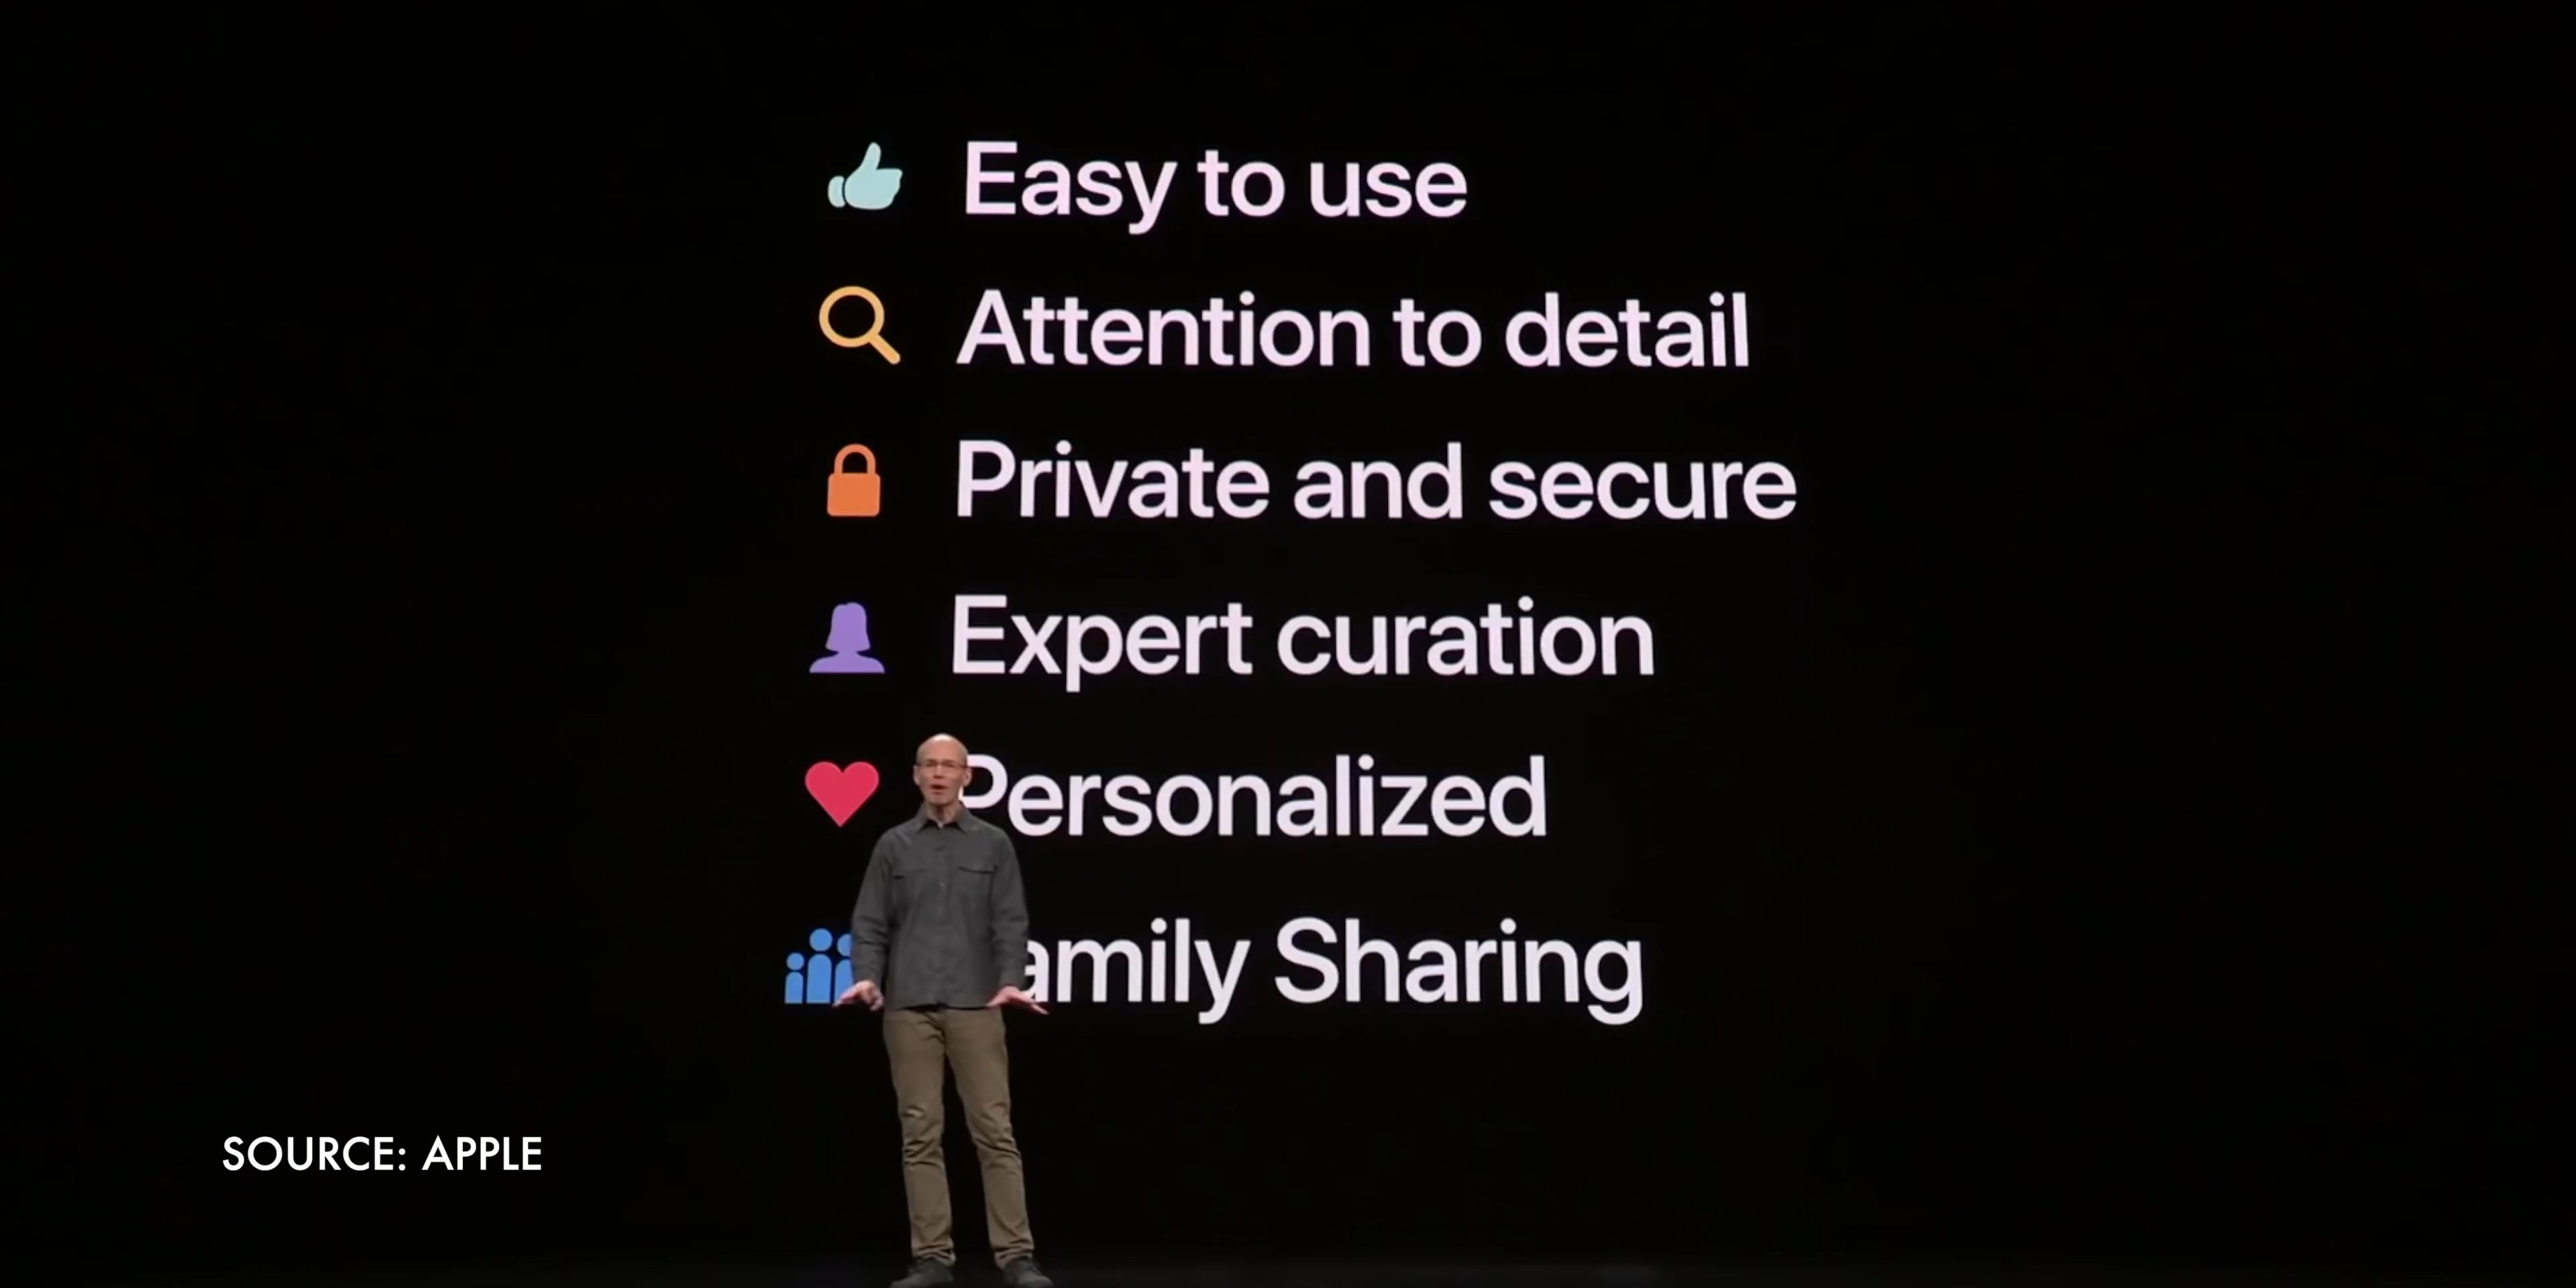 Easy to use
Attention to detail
Private and secure
Expert curation
Personalized
amily Sharing
SOURCE: APPLE